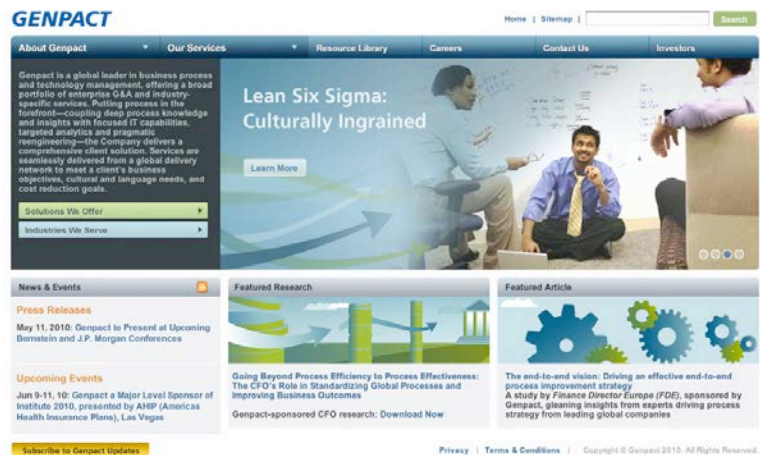 GENPACT
Home | Sitemap |
Search
About Genpact
Our Services
Resource Library
Careers
Contact Us
Investors
Genpact is a global leader in business process
and technology management, offering a broad
portfolio of enterprise G&A and industry-
specific services. Putting process in the
forefront—coupling deep process knowledge
and insights with focused IT capabilities,
targeted analytics and pragmatic
reengineering—the Company delivers a
comprehensive client solution. Services are
seamlessly delivered from a global delivery
network to meet a client's business
objectives, cultural and language needs, and
cost reduction goals.
Solutions We Offer
Industries We Serve
Lean Six Sigma:
Culturally Ingrained
Learn More
News & Events
Press Releases
May 11, 2010: Genpact to Present at Upcoming
Bernstein and J.P. Morgan Conferences
Upcoming Events
Jun 9-11, 10: Genpact a Major Level Sponsor of
Institute 2010, presented by AHIP (Americas
Health Insurance Plans), Las Vegas
Subscribe to Genpact Updates
Featured Research
Going Beyond Process Efficiency to Process Effectiveness:
The CFO's Role in Standardizing Global Processes and
Improving Business Outcomes
Genpact-sponsored CFO research: Download Now
Featured Article
The end-to-end vision: Driving an effective end-to-end
process improvement strategy
A study by Finance Director Europe (FDE), sponsored by
Genpact, gleaning insights from experts driving process
strategy from leading global companies
Privacy | Terms & Conditions | Copyright © Genpact 2010. All Rights Reserved.